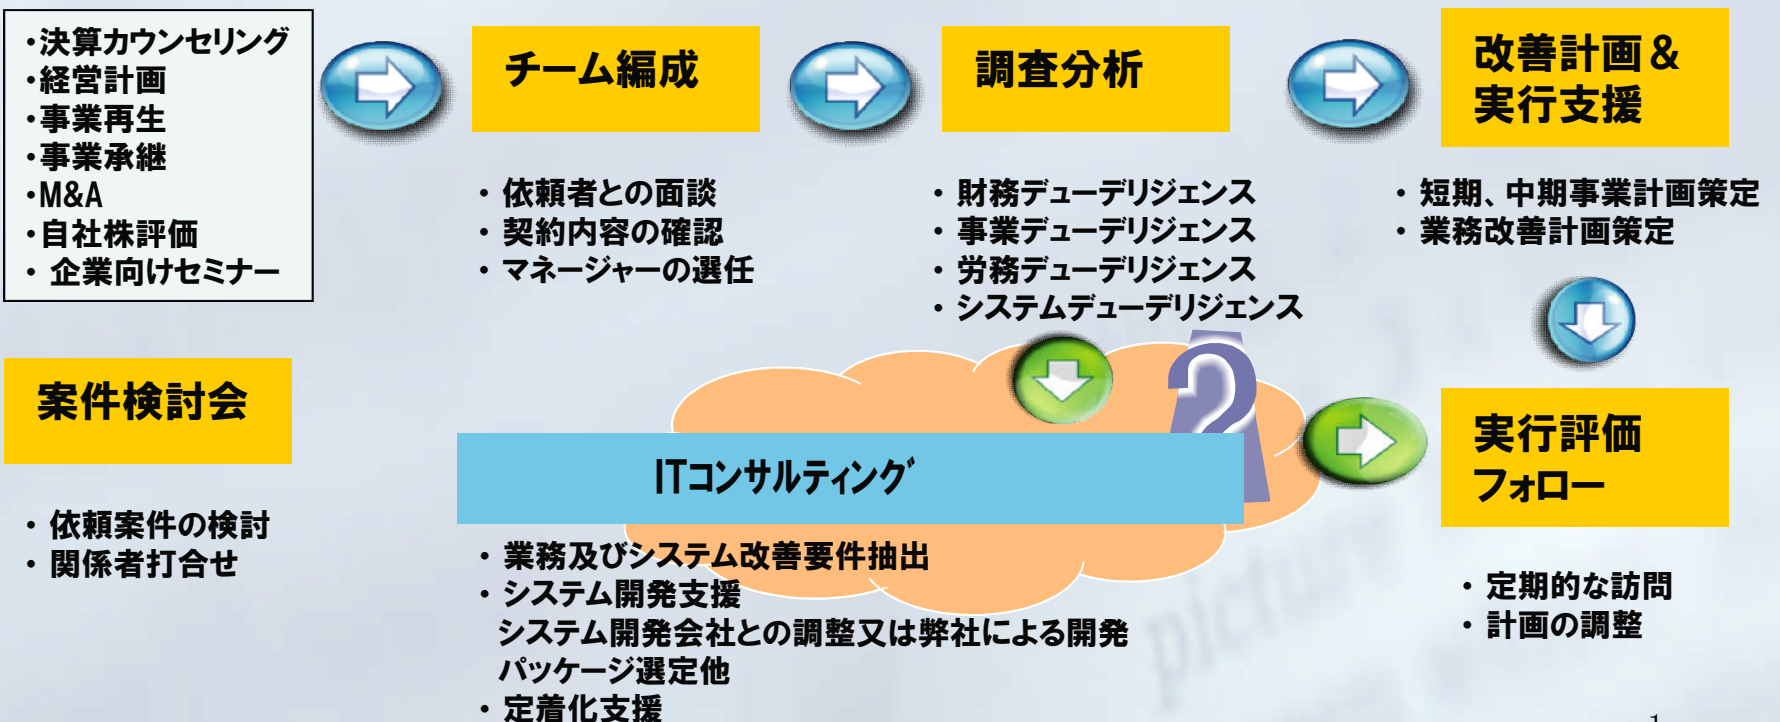 ・決算カウンセリング
・経営計画
・事業再生
・事業承継
・M&A
・自社株評価
・ 企業向けセミナー
案件検討会
・ 依頼案件の検討
・ 関係者打合せ
チーム編成
・ 依頼者との面談
・ 契約内容の確認
・ マネージャーの選任
調査分析
・ 財務デューデリジェンス
・ 事業デューデリジェンス
・ 労務デューデリジェンス
・ システムデューデリジェンス
改善計画&
実行支援
・ 短期、中期事業計画策定
・ 業務改善計画策定
?
ITコンサルティング
・ 業務及びシステム改善要件抽出
・ システム開発支援
システム開発会社との調整又は弊社による開発
パッケージ選定他
・ 定着化支援
実行評価
フォロー
・ 定期的な訪問
・ 計画の調整
picture
1